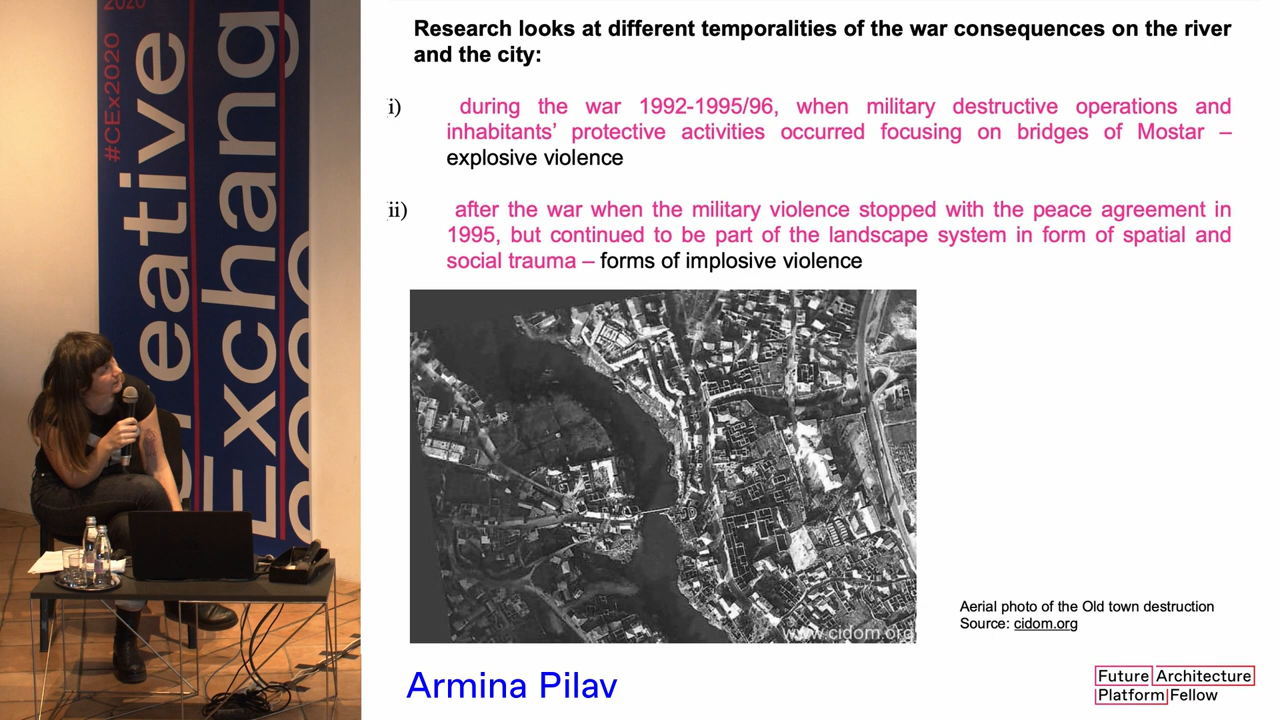 2020
#CEx2020
Creative
Exchange
Research looks at different temporalities of the war consequences on the river
and the city:
i) during the war 1992-1995/96, when military destructive operations and
inhabitants’ protective activities occurred focusing on bridges of Mostar –
explosive violence
ii) after the war when the military violence stopped with the peace agreement in
1995, but continued to be part of the landscape system in form of spatial and
social trauma – forms of implosive violence
www.cidom.org
Aerial photo of the Old town destruction
Source: cidom.org
Armina Pilav
Future Architecture
Platform Fellow